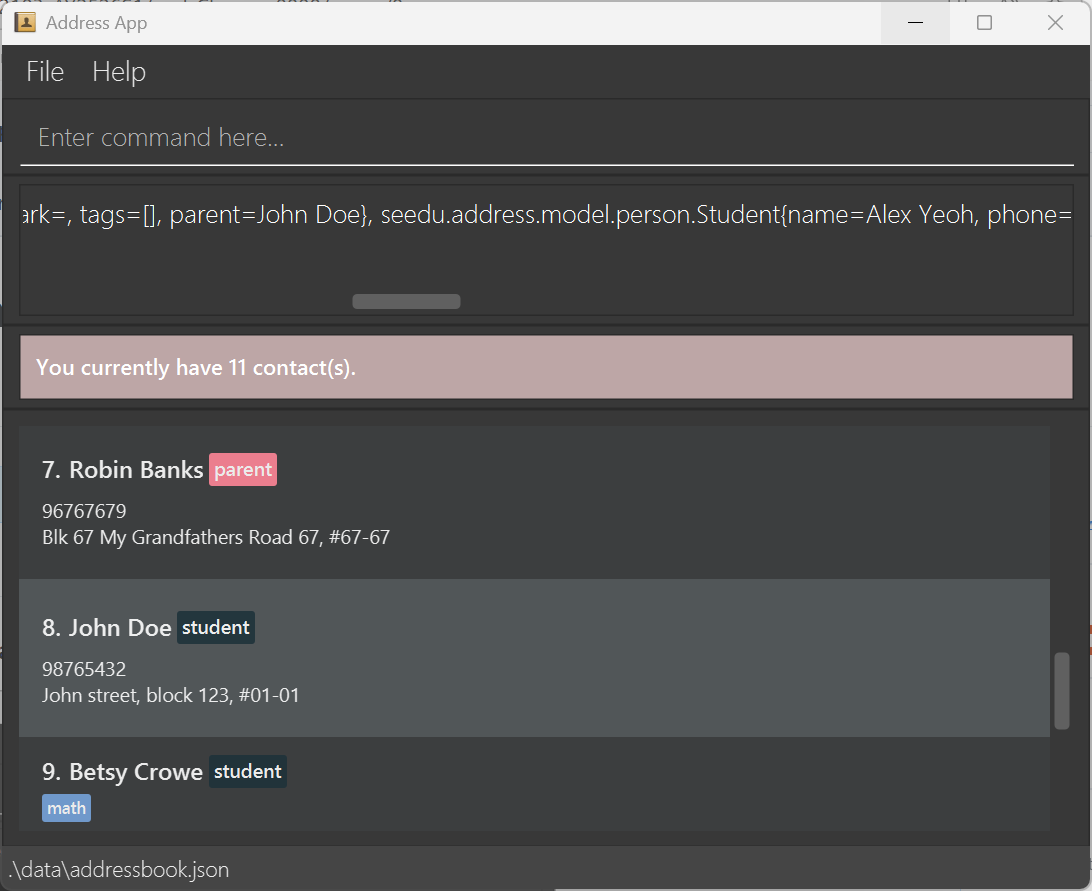 Address App
File Help
Enter command here...
ark=, tags=[], parent=John Doe}, seedu.address.model.person.Student{name=Alex Yeoh, phone=
You currently have 11 contact(s).
7. Robin Banks parent
96767679
Blk 67 My Grandfathers Road 67, #67-67
8. John Doe student
98765432
John street, block 123, #01-01
9. Betsy Crowe student
math
.\data\addressbook.json